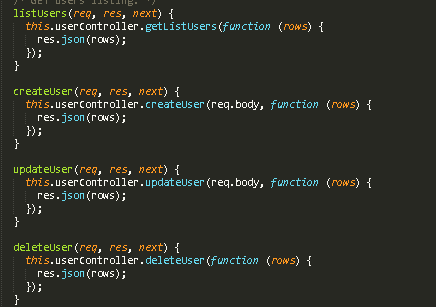 /* Get users listing. */
listUsers(req, res, next) {
this.userController.getListUsers(function (rows) {
res.json(rows);
});
}
createUser(req, res, next) {
this.userController.createUser(req.body, function (rows) {
res.json(rows);
});
}
updateUser(req, res, next) {
this.userController.updateUser(req.body, function (rows) {
res.json(rows);
});
}
deleteUser(req, res, next) {
this.userController.deleteUser(function (rows) {
res.json(rows);
});
}